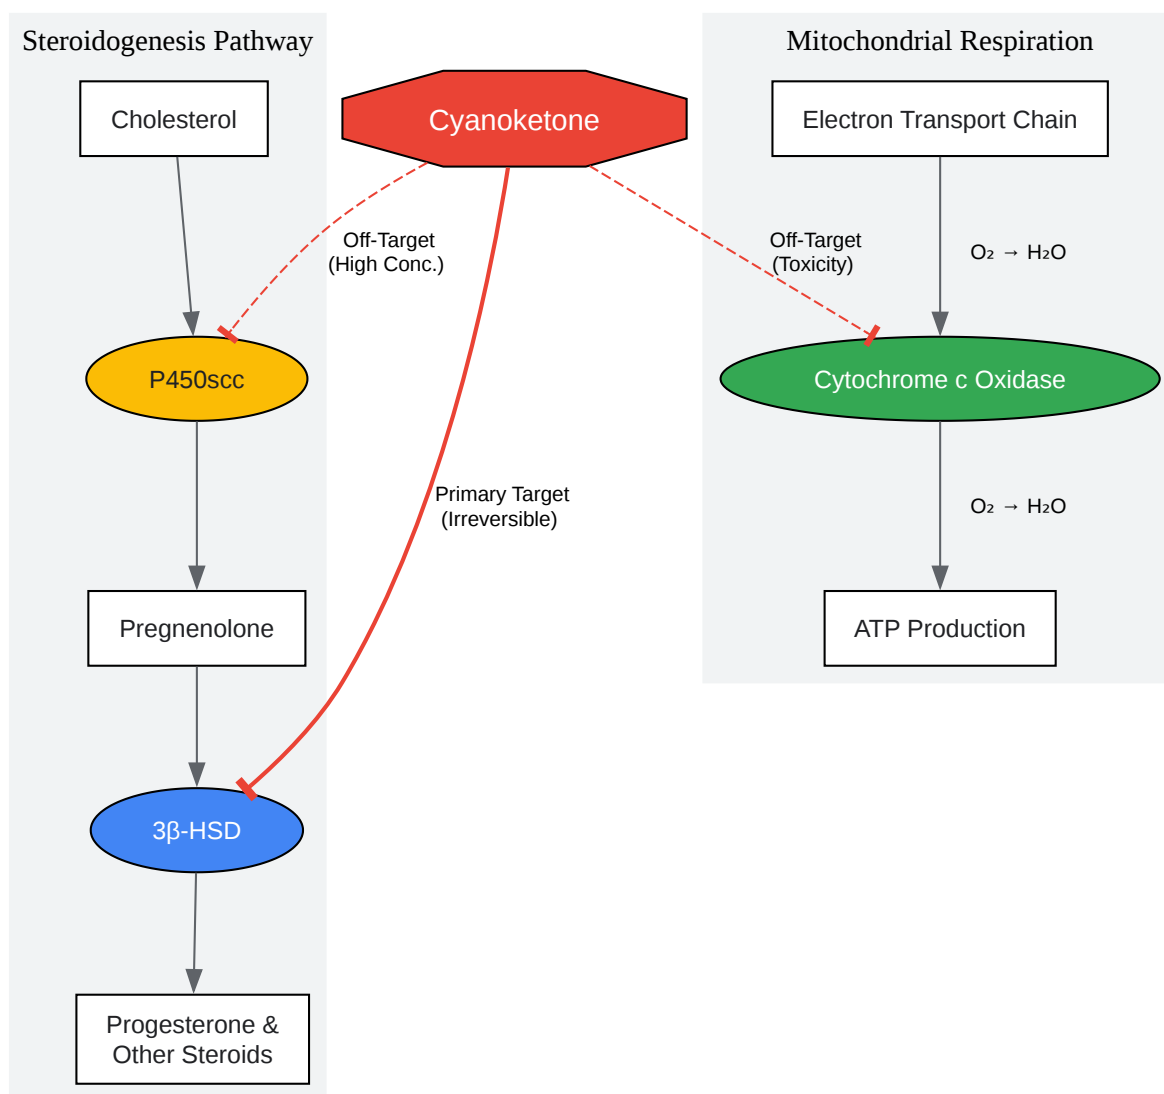 Steroidogenesis Pathway
Cholesterol
P450scc
Pregnenolone
3β-HSD
Progesterone &
Other Steroids
Cyanoketone
Off-Target
(High Conc.)
Primary Target
(Irreversible)
Off-Target
(Toxicity)
Mitochondrial Respiration
Electron Transport Chain
O₂ → H₂O
Cytochrome c Oxidase
O₂ → H₂O
ATP Production